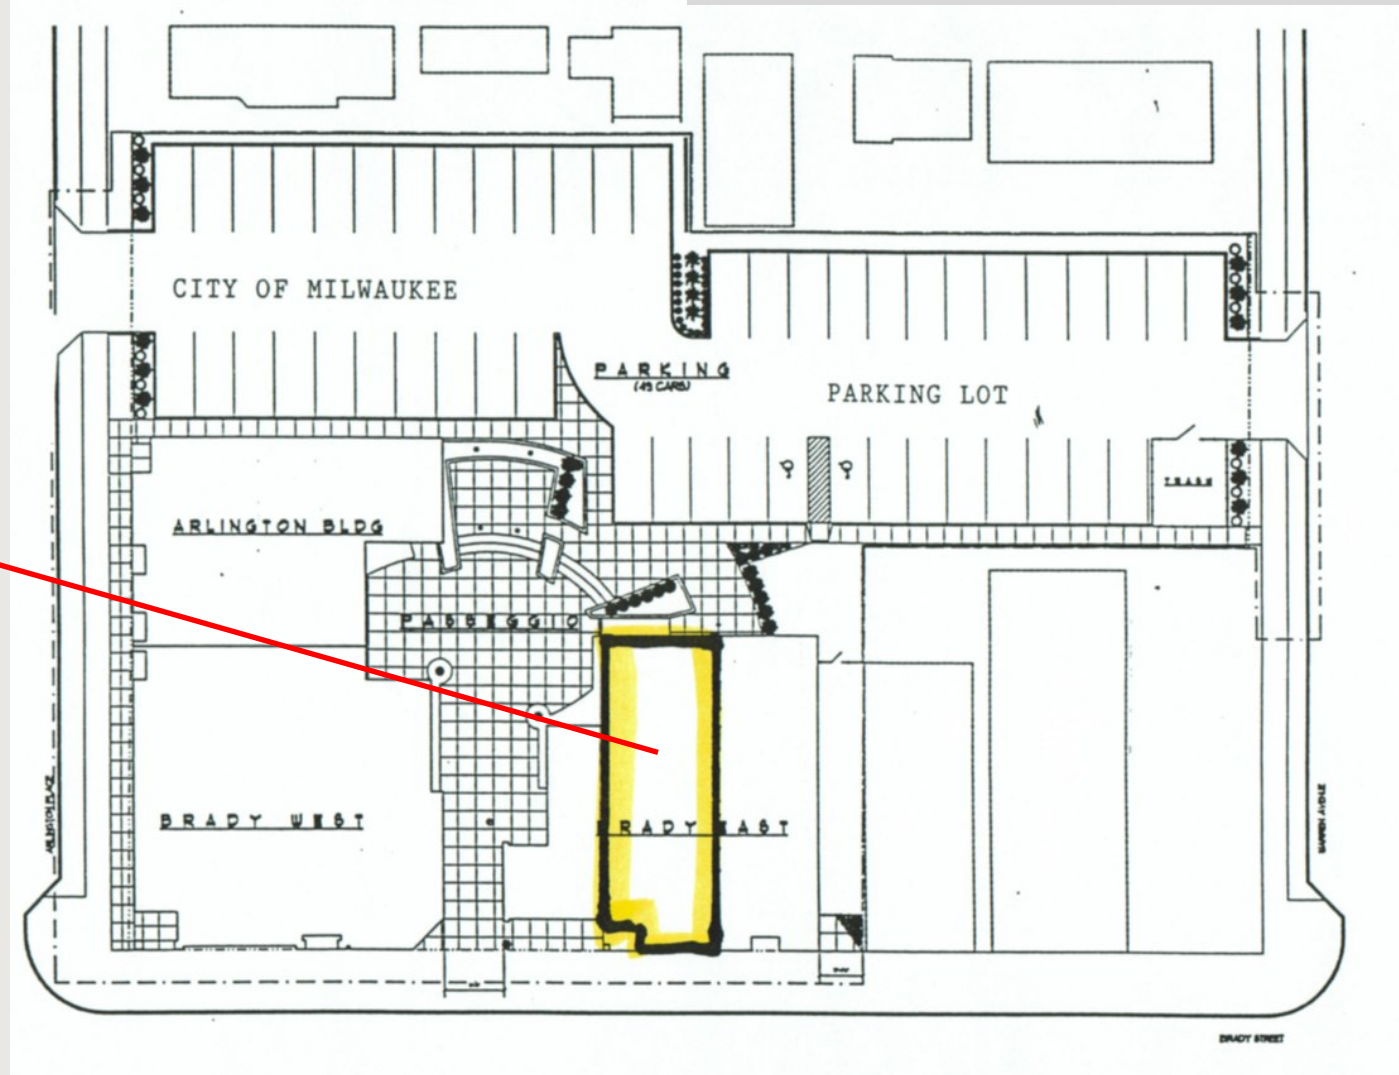 CITY OF MILWAUKEE
PARKING
(45 CARS)
PARKING LOT
TRASH
ARLINGTON BLDG
PASSEGGIO
BRADY WEST
BRADY EAST
ARLINGTON PLACE
WARREN AVENUE
BRADY STREET